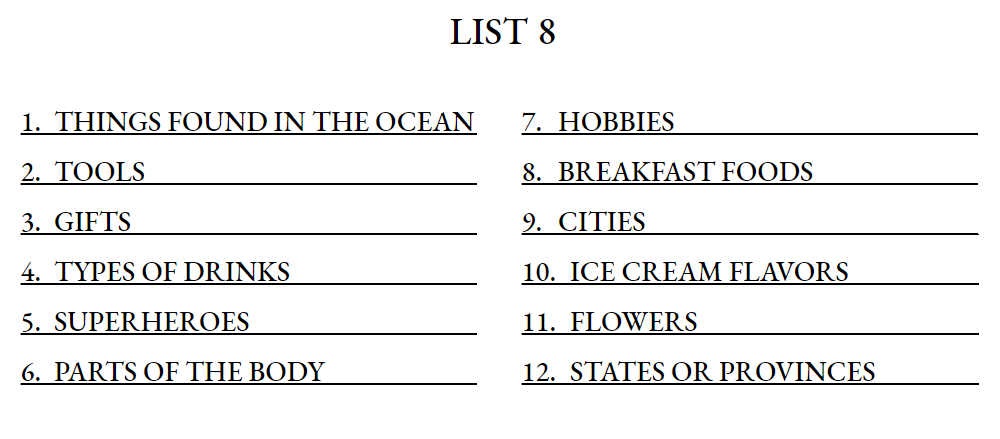 LIST 8
1. THINGS FOUND IN THE OCEAN
2. TOOLS
3. GIFTS
4. TYPES OF DRINKS
5. SUPERHEROES
6. PARTS OF THE BODY
7. HOBBIES
8. BREAKFAST FOODS
9. CITIES
10. ICE CREAM FLAVORS
11. FLOWERS
12. STATES OR PROVINCES